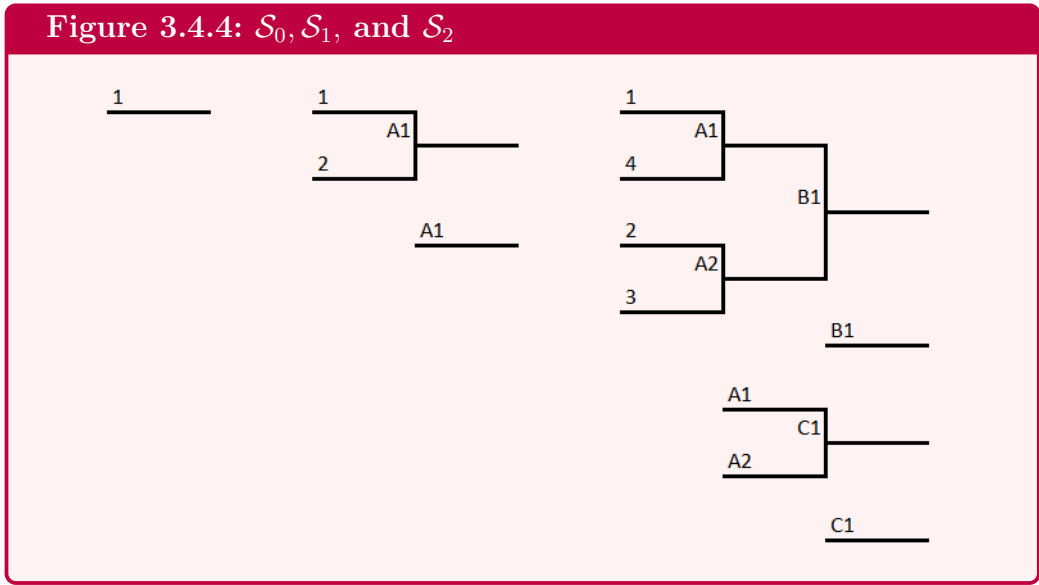 Figure 3.4.4: 𝒮₀, 𝒮₁, and 𝒮₂
1
1
A1
2
A1
1
A1
4
B1
2
A2
3
B1
A1
C1
A2
C1